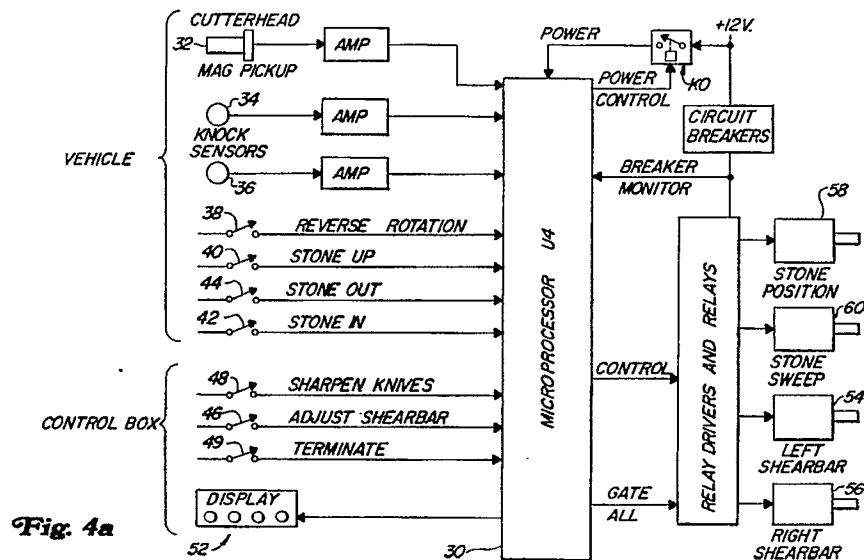 CUTTERHEAD
32
MAG PICKUP
AMP
34
KNOCK
SENSORS
AMP
36
AMP
VEHICLE
38
REVERSE ROTATION
40
STONE UP
44
STONE OUT
42
STONE IN
48
SHARPEN KNIVES
46
ADJUST SHEARBAR
49
TERMINATE
CONTROL BOX
DISPLAY
52
Fig. 4a
MICROPROCESSOR U4
30
POWER
POWER
CONTROL
KO
+12V.
CIRCUIT
BREAKERS
BREAKER
MONITOR
CONTROL
GATE
ALL
RELAY DRIVERS AND RELAYS
58
STONE
POSITION
60
STONE
SWEEP
54
LEFT
SHEARBAR
56
RIGHT
SHEARBAR